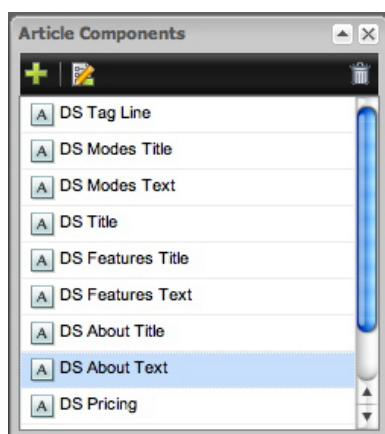 Article Components
A DS Tag Line
A DS Modes Title
A DS Modes Text
A DS Title
A DS Features Title
A DS Features Text
A DS About Title
A DS About Text
A DS Pricing